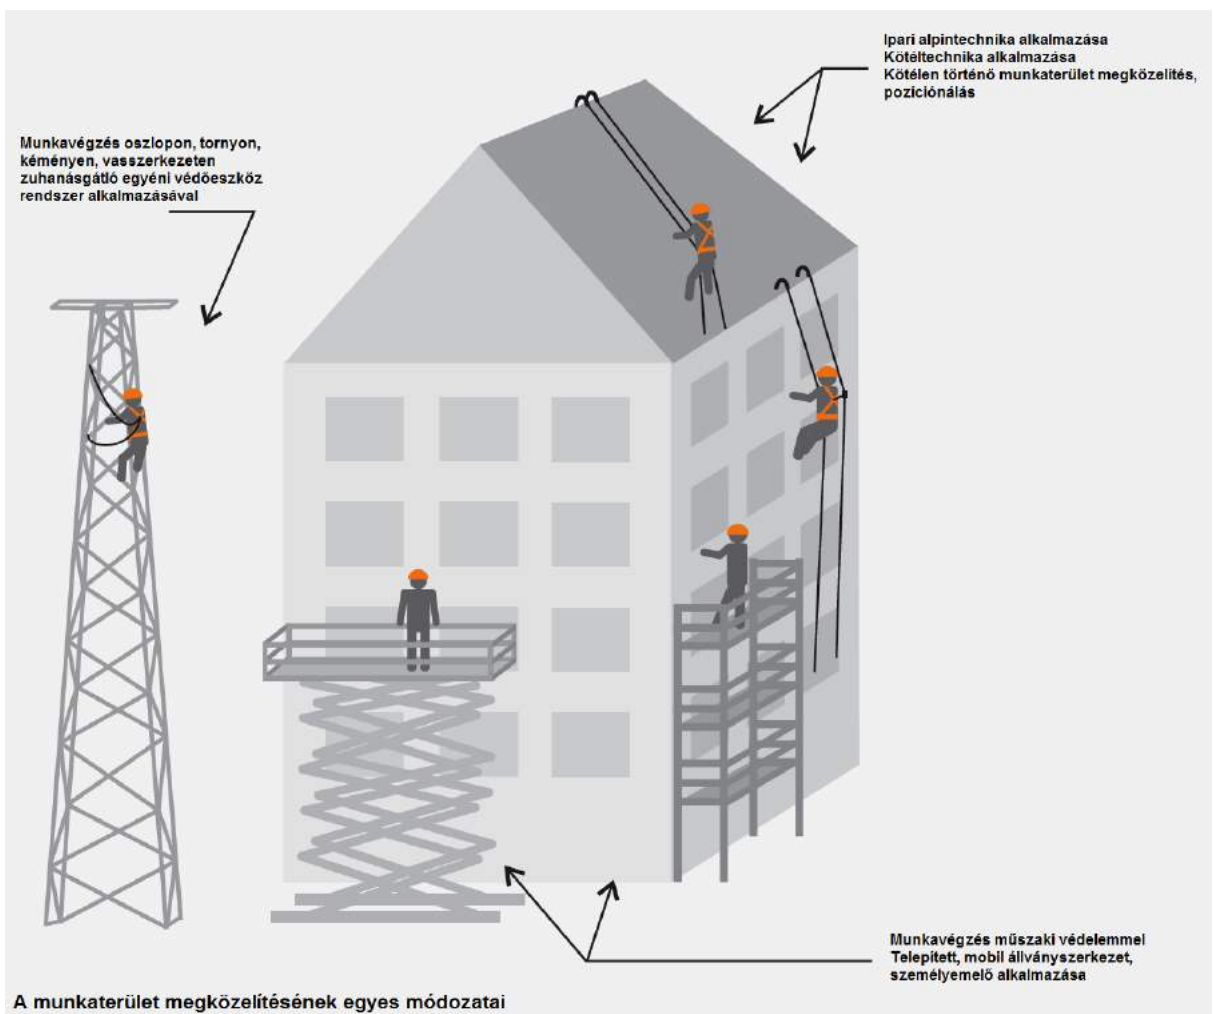 Ipari alpintechnika alkalmazása
Kötéltechnika alkalmazása
Kötélen történő munkaterület megközelítés,
poziciónálás
Munkavégzés oszlopon, tornyon,
kéményen, vasszerkezeten
zuhanásgátló egyéni védőeszköz
rendszer alkalmazásával
Munkavégzés műszaki védelemmel
Telepített, mobil állványszerkezet,
személyemelő alkalmazása
A munkaterület megközelítésének egyes módozatai